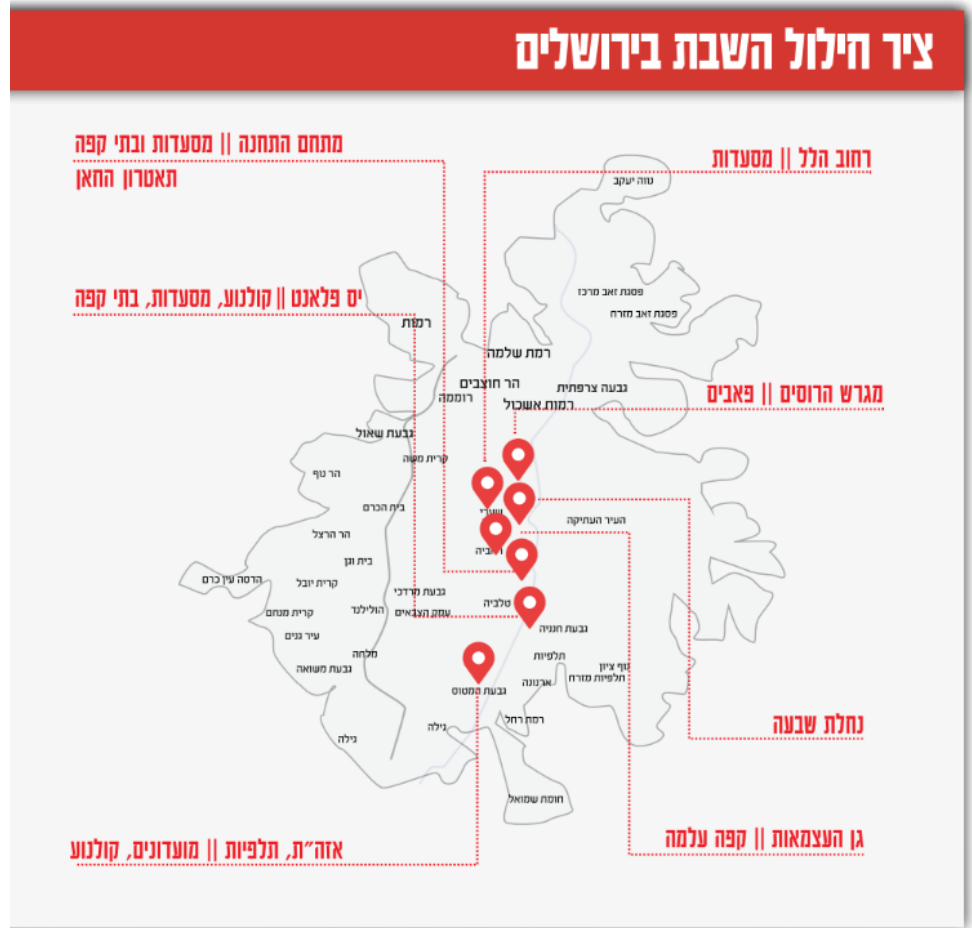 ציר חילול השבת בירושלים
רחוב הלל || מסעדות
מתחם התחנה || מסעדות ובתי קפה
תאטרון החאן
יס פלאנט || קולנוע, מסעדות, בתי קפה
מגרש הרוסים || פאבים
נחלת שבעה
גן העצמאות || קפה עלמה
אזה״ת, תלפיות || מועדונים, קולנוע
נווה יעקב
פסגת זאב מרכז
פסגת זאב מזרח
רמות
רמת שלמה
הר חוצבים
רוממה
גבעה צרפתית
רמות אשכול
גבעת שאול
קרית משה
הר נוף
בית הכרם
שערי
העיר העתיקה
הר הרצל
בית וגן
הדסה עין כרם
קרית יובל
גבעת מרדכי
טלביה
קרית מנחם
הולילנד
עמק הצבאים
גבעת חנניה
עיר גנים
מלחה
תלפיות
גבעת משואה
נוף ציון
תלפיות מזרח
ארנונה
גבעת המטוס
רמת רחל
גילה
גילה
חומת שמואל